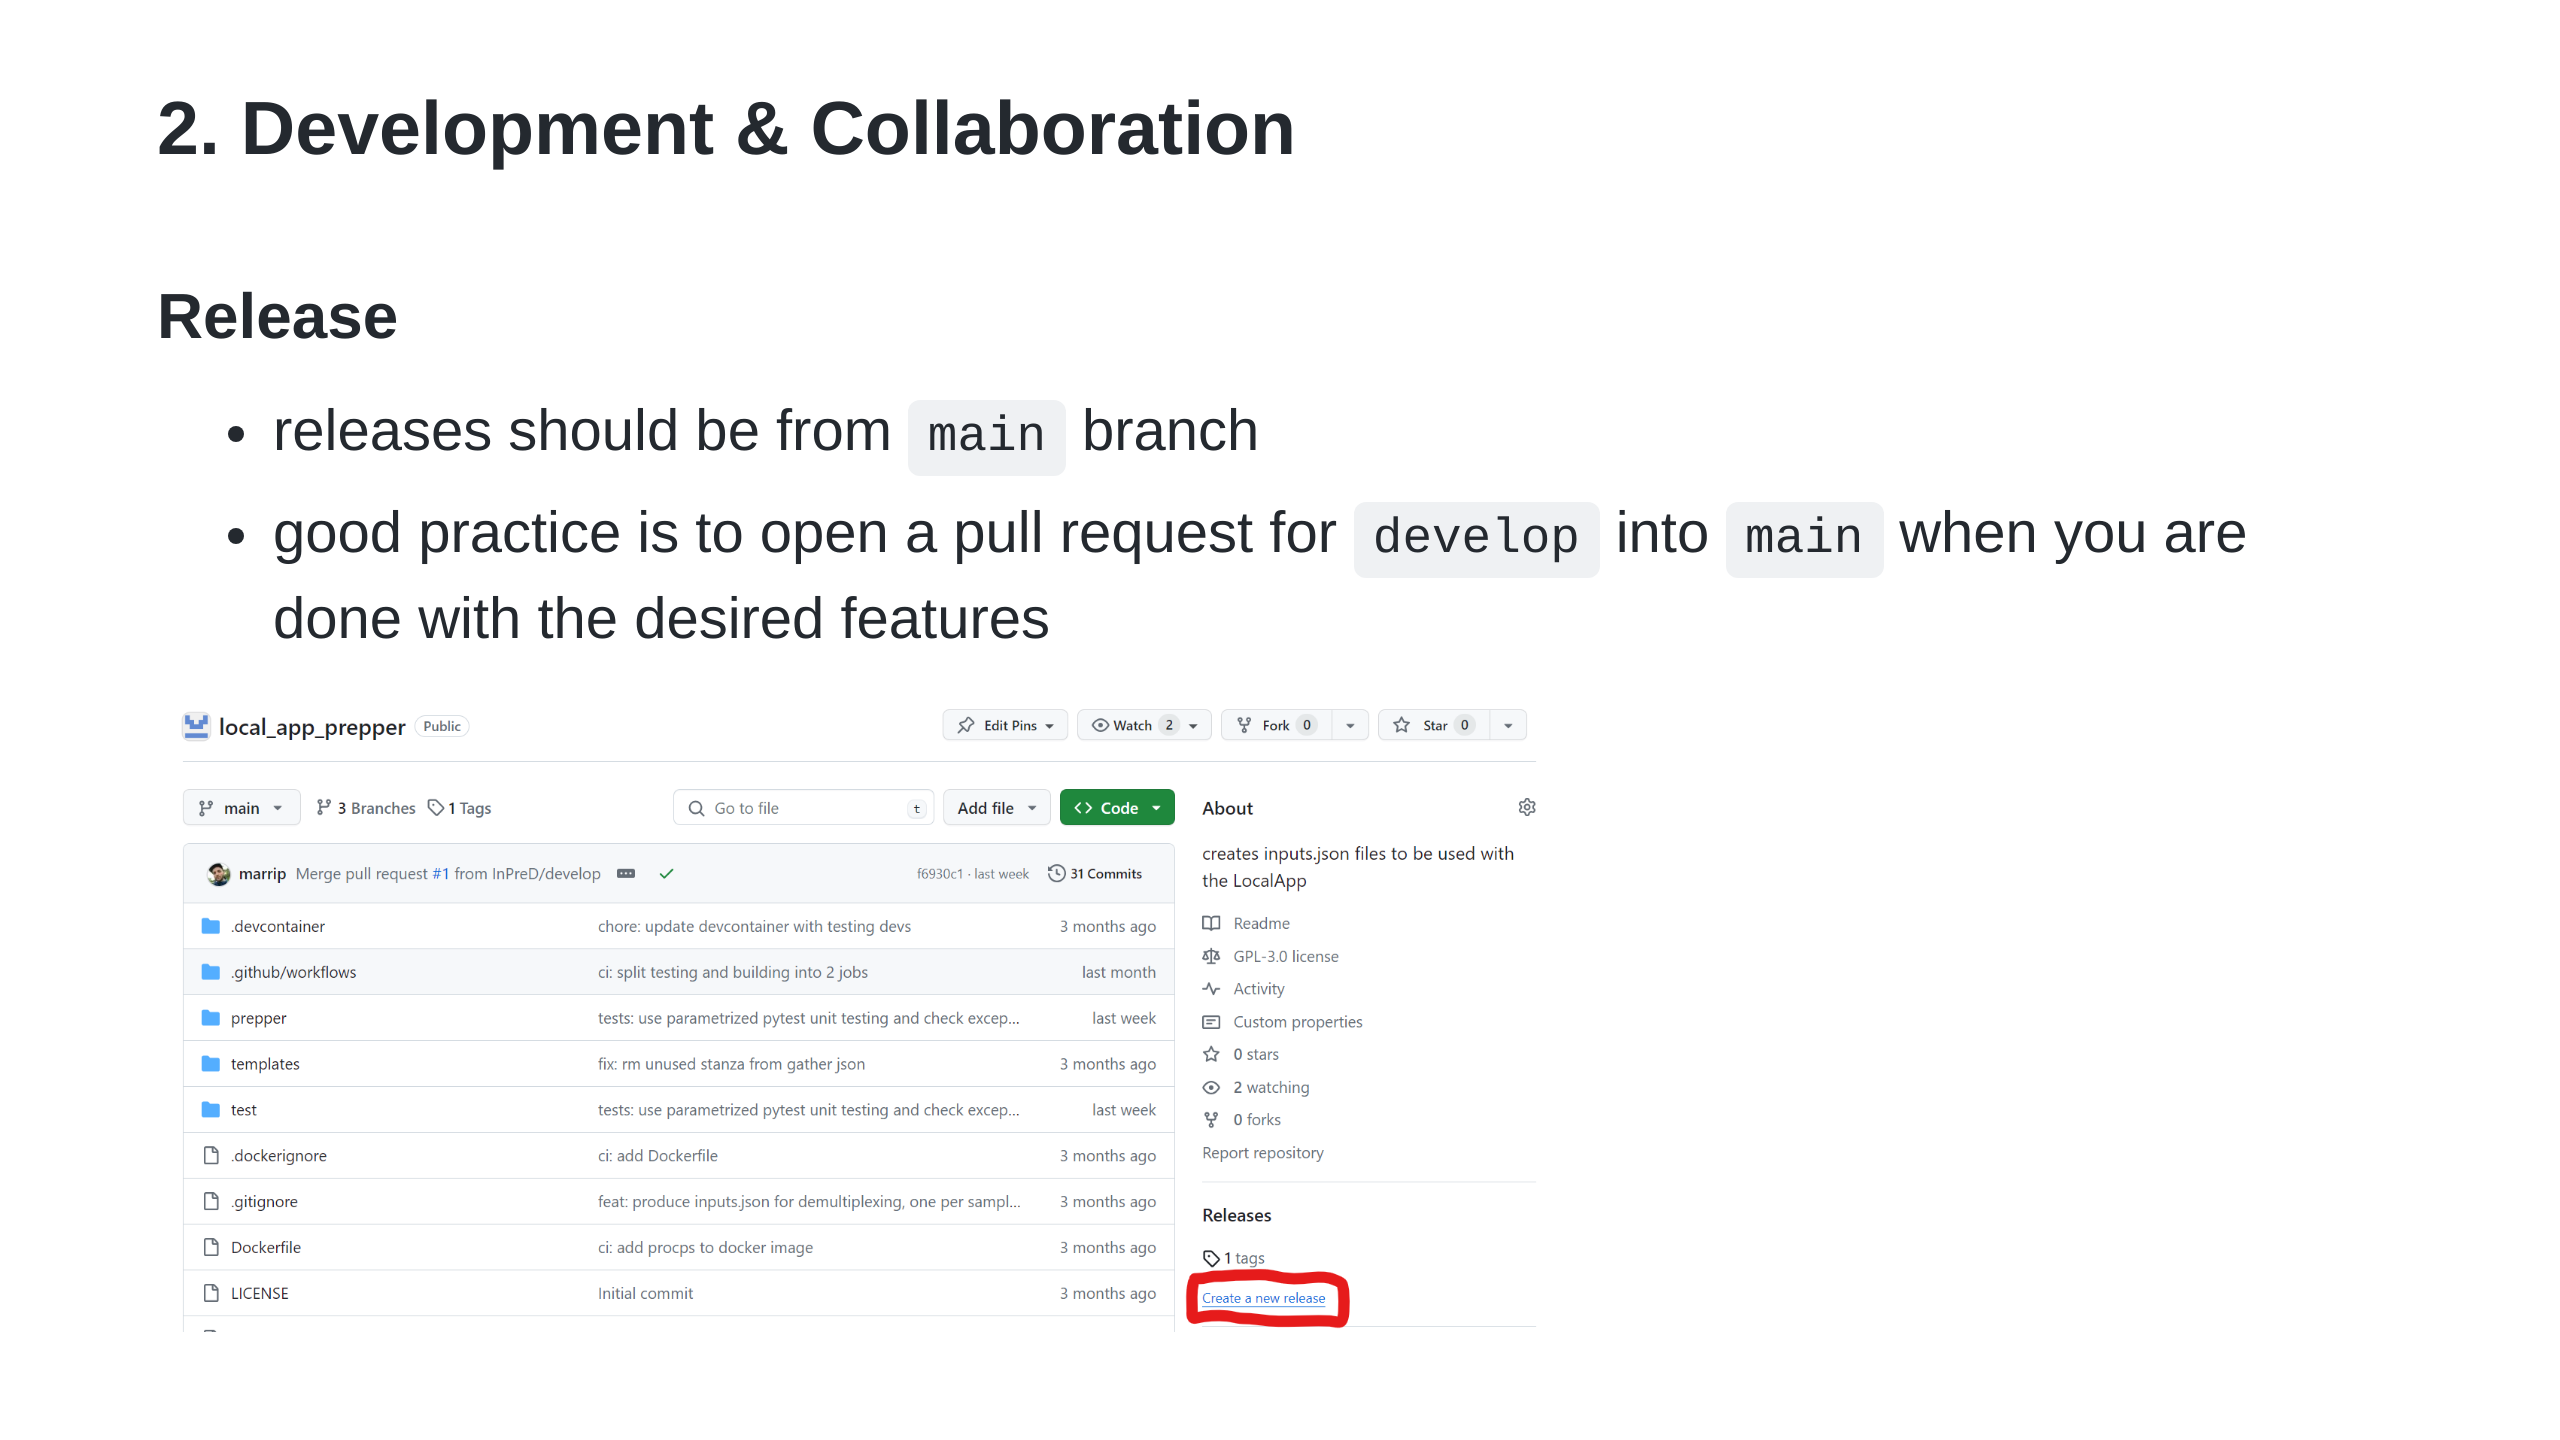 2. Development & Collaboration
Release
• releases should be from main branch
• good practice is to open a pull request for develop into main when you are
done with the desired features
local_app_prepper Public Edit Pins Watch 2 Fork 0 Star 0
main 3 Branches 1 Tags Go to file t Add file Code About
creates inputs.json files to be used with
the LocalApp
marrip Merge pull request #1 from InPreD/develop f6930c1 · last week 31 Commits
.devcontainer chore: update devcontainer with testing devs 3 months ago
.github/workflows ci: split testing and building into 2 jobs last month
prepper tests: use parametrized pytest unit testing and check excep... last week
templates fix: rm unused stanza from gather json 3 months ago
test tests: use parametrized pytest unit testing and check excep... last week
.dockerignore ci: add Dockerfile 3 months ago
.gitignore feat: produce inputs.json for demultiplexing, one per sampl... 3 months ago
Dockerfile ci: add procps to docker image 3 months ago
LICENSE Initial commit 3 months ago
Readme
GPL-3.0 license
Activity
Custom properties
0 stars
2 watching
0 forks
Report repository
Releases
1 tags
Create a new release